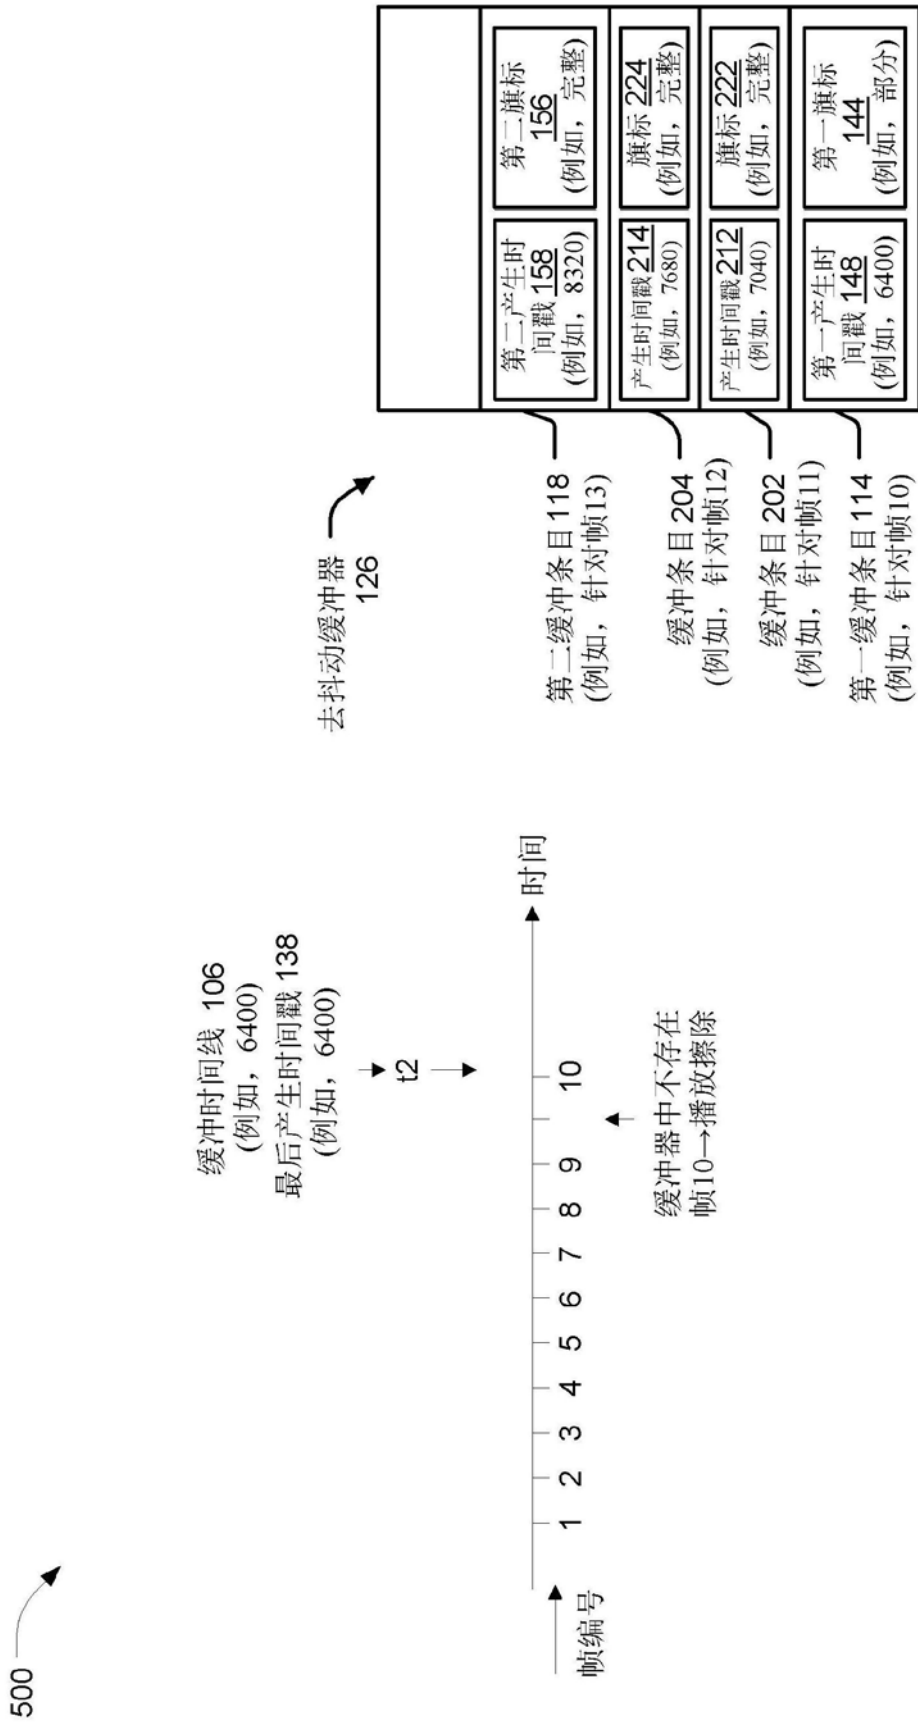 500
缓冲时间线 106
(例如，6400)
最后产生时间戳 138
(例如，6400)
t2
帧编号
1 2 3 4 5 6 7 8 9 10
时间
缓冲器中不存在
帧10→播放擦除
去抖动缓冲器
126
第二缓冲条目 118
(例如，针对帧13)
第二产生时
间戳 158
(例如，8320)
第二旗标
156
(例如，完整)
缓冲条目 204
(例如，针对帧12)
产生时间戳 214
(例如，7680)
旗标 224
(例如，完整)
缓冲条目 202
(例如，针对帧11)
产生时间戳 212
(例如，7040)
旗标 222
(例如，完整)
第一缓冲条目 114
(例如，针对帧10)
第一产生时
间戳 148
(例如，6400)
第一旗标
144
(例如，部分)